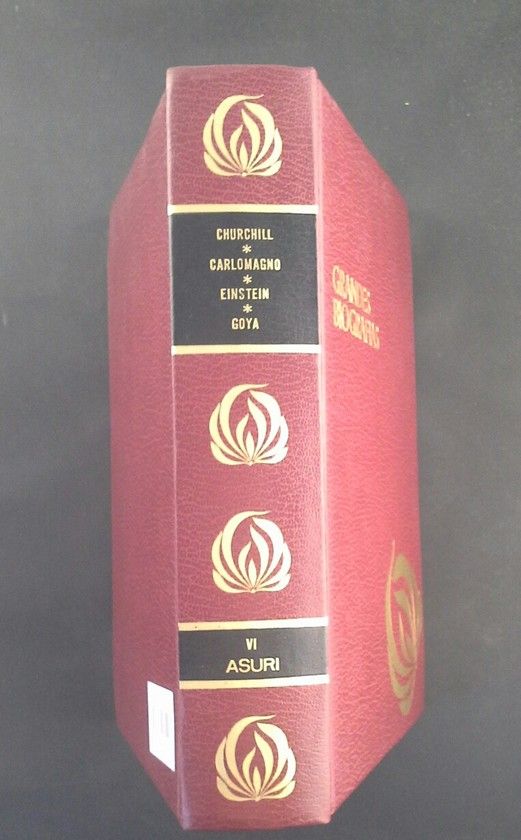 CHURCHILL
*
CARLOMAGNO
*
EINSTEIN
*
GOYA
VI
ASURI
GRANDES
BIOGRAFIAS